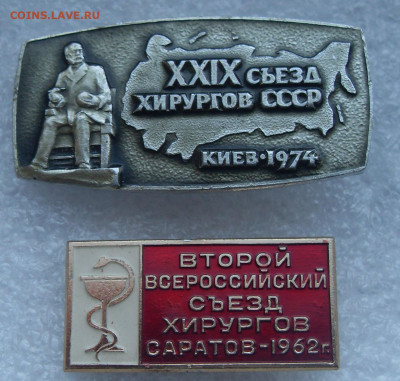 COINS.LAVE.RU
XXIX СЪЕЗД
ХИРУРГОВ СССР
КИЕВ·1974
ВТОРОЙ
ВСЕРОССИЙСКИЙ
СЪЕЗД
ХИРУРГОВ
САРАТОВ-1962г.